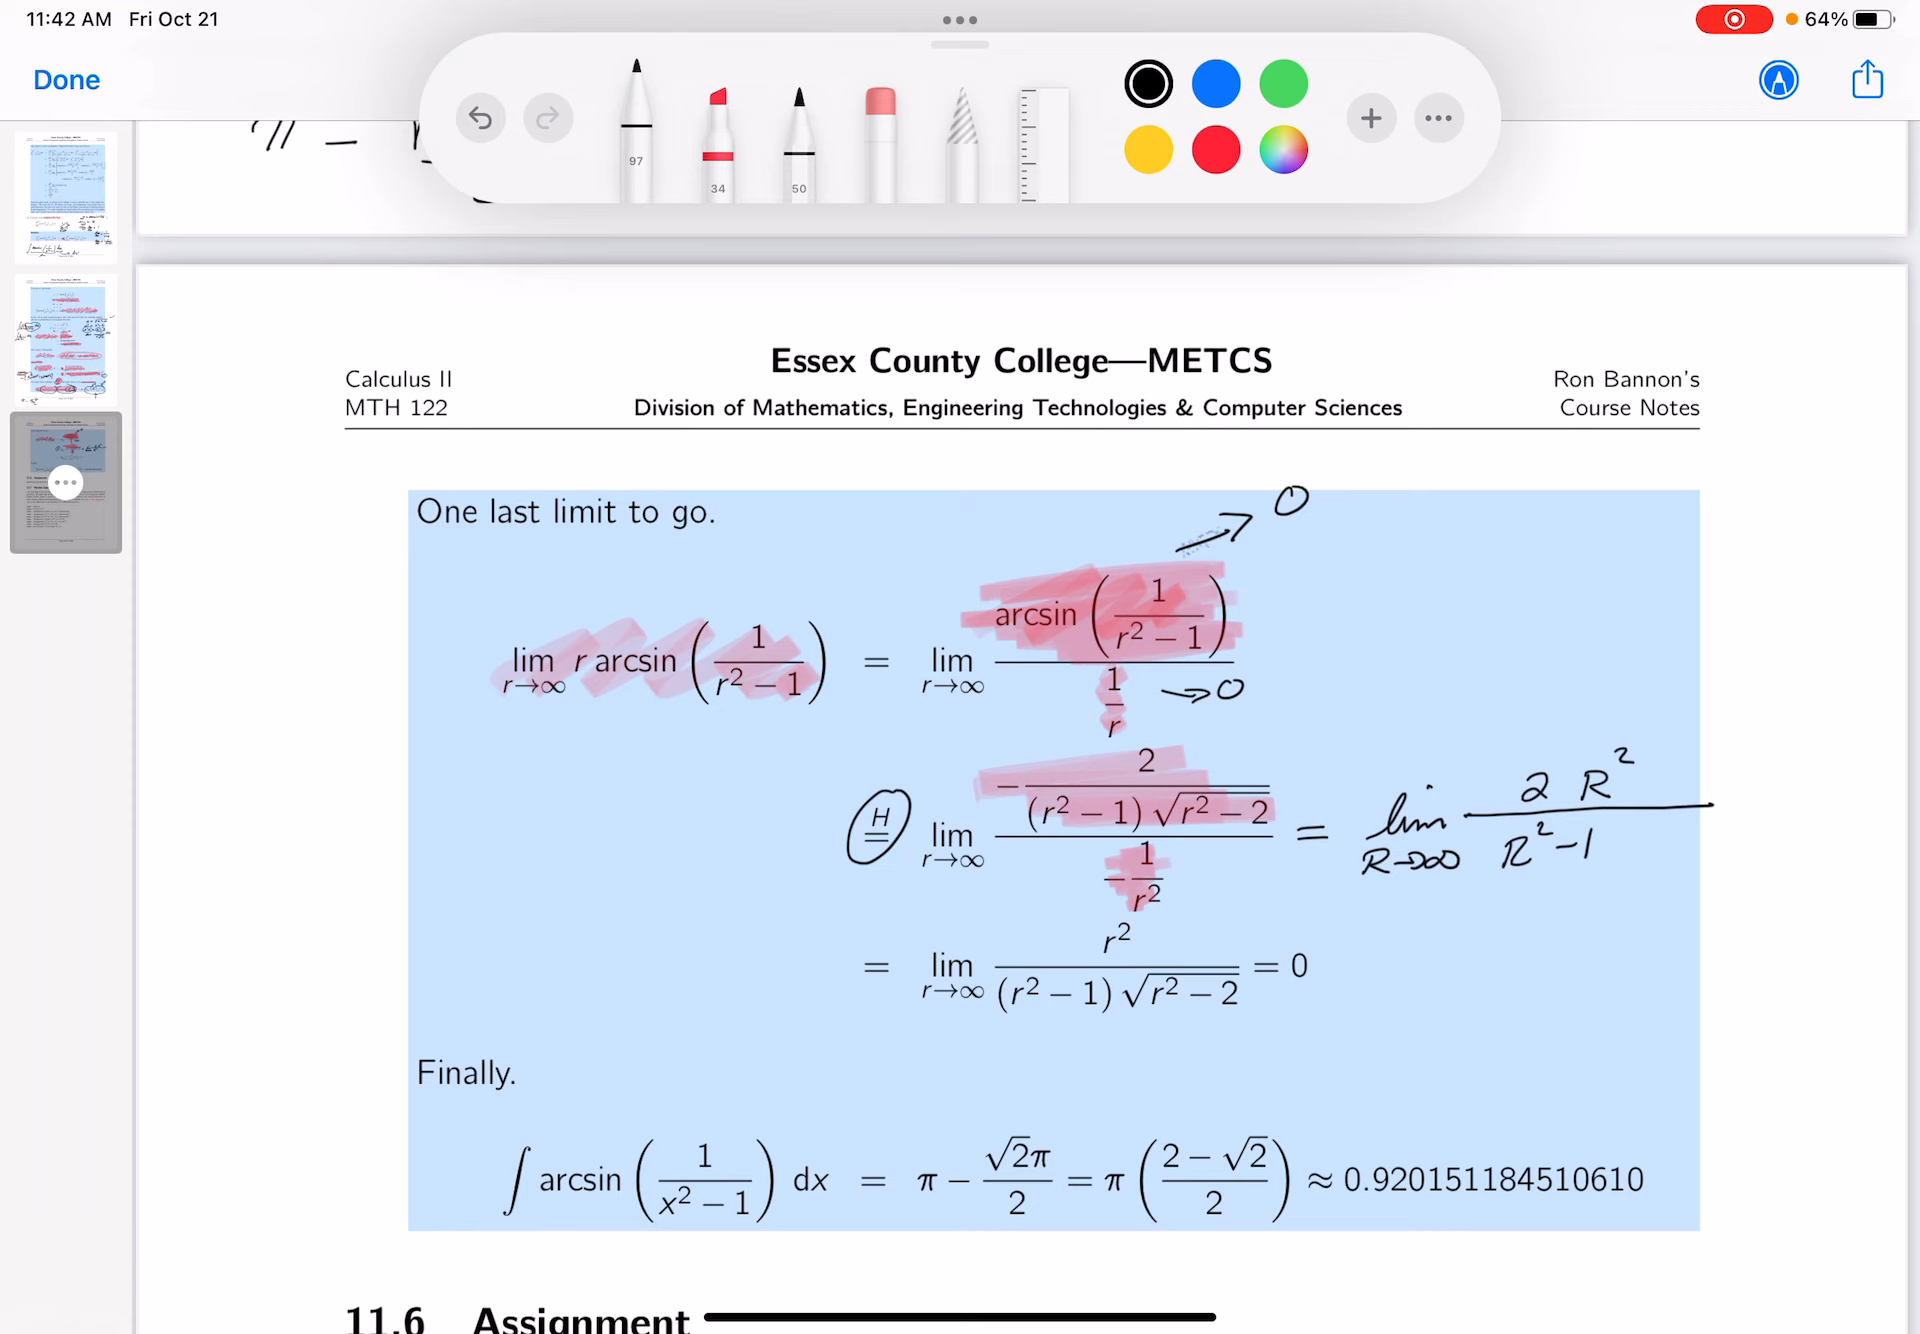 11:42 AM Fri Oct 21
64%
Done
97
34
50
π −
Essex County College—METCS
Calculus II
MTH 122
Division of Mathematics, Engineering Technologies & Computer Sciences
Ron Bannon's
Course Notes
One last limit to go.
lim r→∞ r arcsin (1/(r² − 1)) = lim r→∞ arcsin (1/(r² − 1)) / (1/r)
→ 0
→ 0
H= lim r→∞ (−2/((r² − 1)√(r² − 2))) / (−1/r²) = lim R→∞ 2 R² / (R² − 1)
= lim r→∞ r² / ((r² − 1)√(r² − 2)) = 0
Finally.
∫ arcsin (1/(x² − 1)) dx = π − √2π/2 = π ((2 − √2)/2) ≈ 0.920151184510610
11.6 Assignment